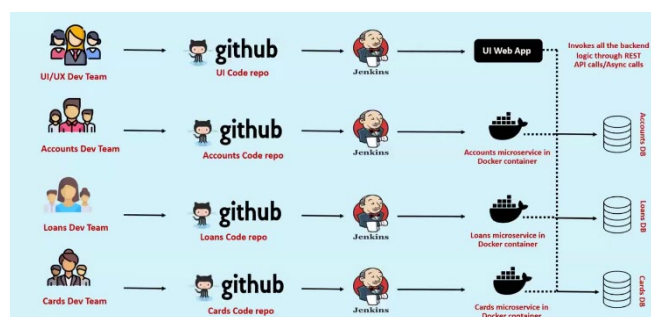 github
UI/UX Dev Team
UI Code repo
Jenkins
UI Web App
Invokes all the backend
logic through REST
API calls/Async calls
github
Accounts Dev Team
Accounts Code repo
Jenkins
Accounts microservice in
Docker container
Accounts DB
github
Loans Dev Team
Loans Code repo
Jenkins
Loans microservice in
Docker container
Loans DB
github
Cards Dev Team
Cards Code repo
Jenkins
Cards microservice in
Docker container
Cards DB